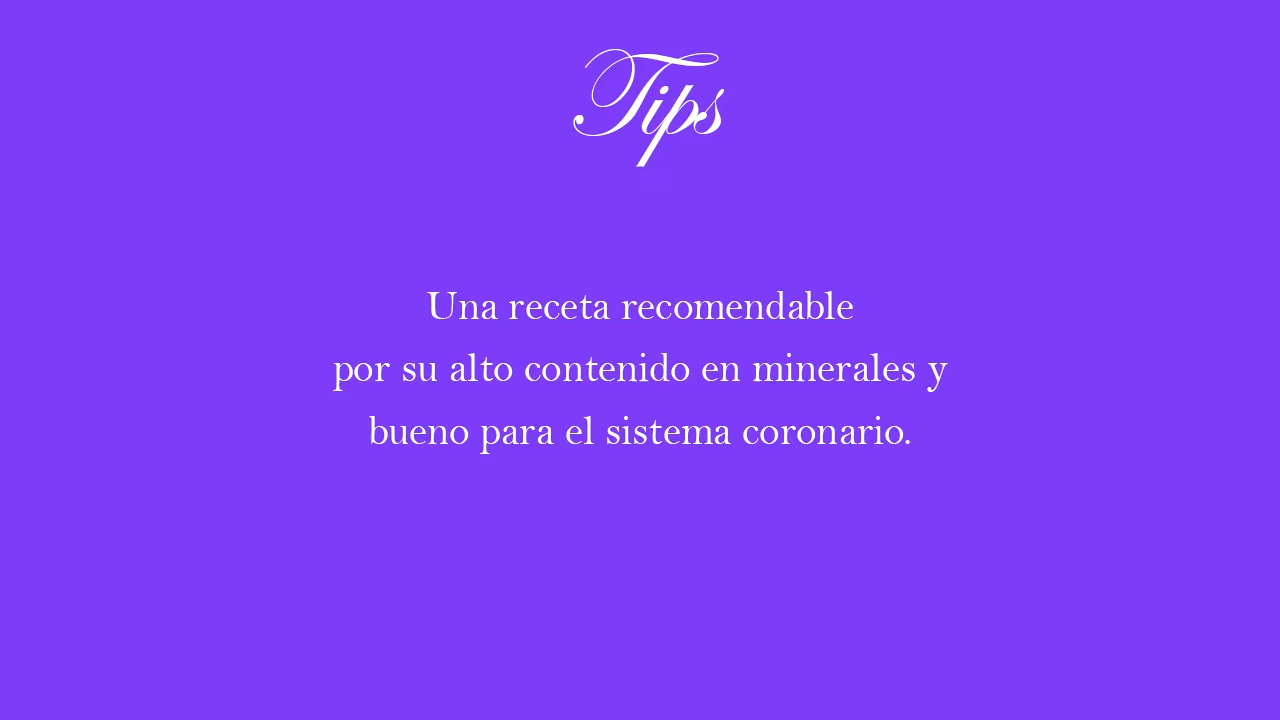 Tips
Una receta recomendable
por su alto contenido en minerales y
bueno para el sistema coronario.